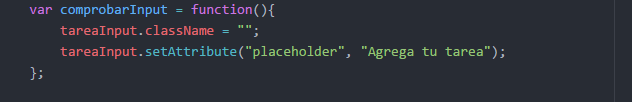 var comprobarInput = function(){
tareaInput.className = "";
tareaInput.setAttribute("placeholder", "Agrega tu tarea");
};